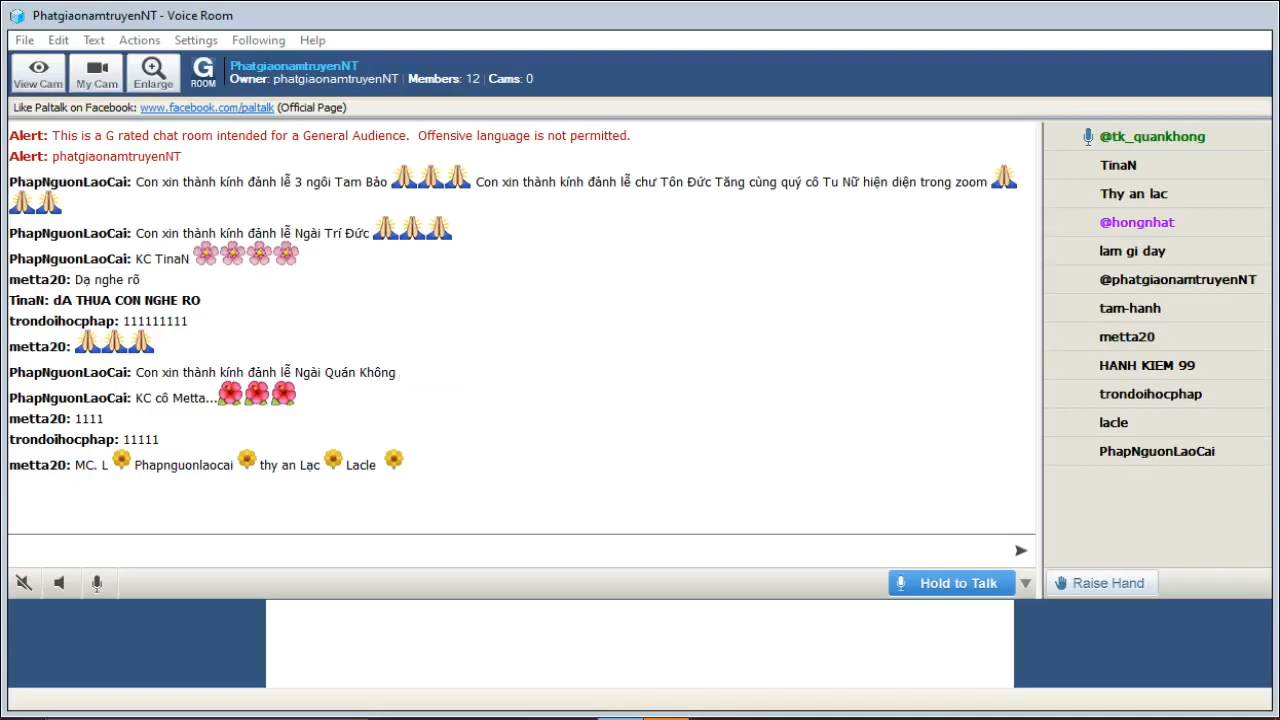 PhatgiaonamtruyenNT - Voice Room
File Edit Text Actions Settings Following Help
View Cam My Cam Enlarge G ROOM PhatgiaonamtruyenNT
Owner: phatgiaonamtruyenNT | Members: 12 | Cams: 0
Like Paltalk on Facebook: www.facebook.com/paltalk (Official Page)
Alert: This is a G rated chat room intended for a General Audience. Offensive language is not permitted.
Alert: phatgiaonamtruyenNT
PhapNguonLaoCai: Con xin thành kính đảnh lễ 3 ngôi Tam Bảo Con xin thành kính đảnh lễ chư Tôn Đức Tăng cùng quý cô Tu Nữ hiện diện trong zoom
PhapNguonLaoCai: Con xin thành kính đảnh lễ Ngài Trí Đức
PhapNguonLaoCai: KC TinaN
metta20: Dạ nghe rõ
TinaN: dA THUA CON NGHE RO
trondoihocphap: 111111111
metta20:
PhapNguonLaoCai: Con xin thành kính đảnh lễ Ngài Quán Không
PhapNguonLaoCai: KC cô Metta...
metta20: 1111
trondoihocphap: 11111
metta20: MC. L Phapnguonlaocai thy an Lạc Lacle
@tk_quankhong
TinaN
Thy an lac
@hongnhat
lam gi day
@phatgiaonamtruyenNT
tam-hanh
metta20
HANH KIEM 99
trondoihocphap
lacle
PhapNguonLaoCai
Hold to Talk
Raise Hand